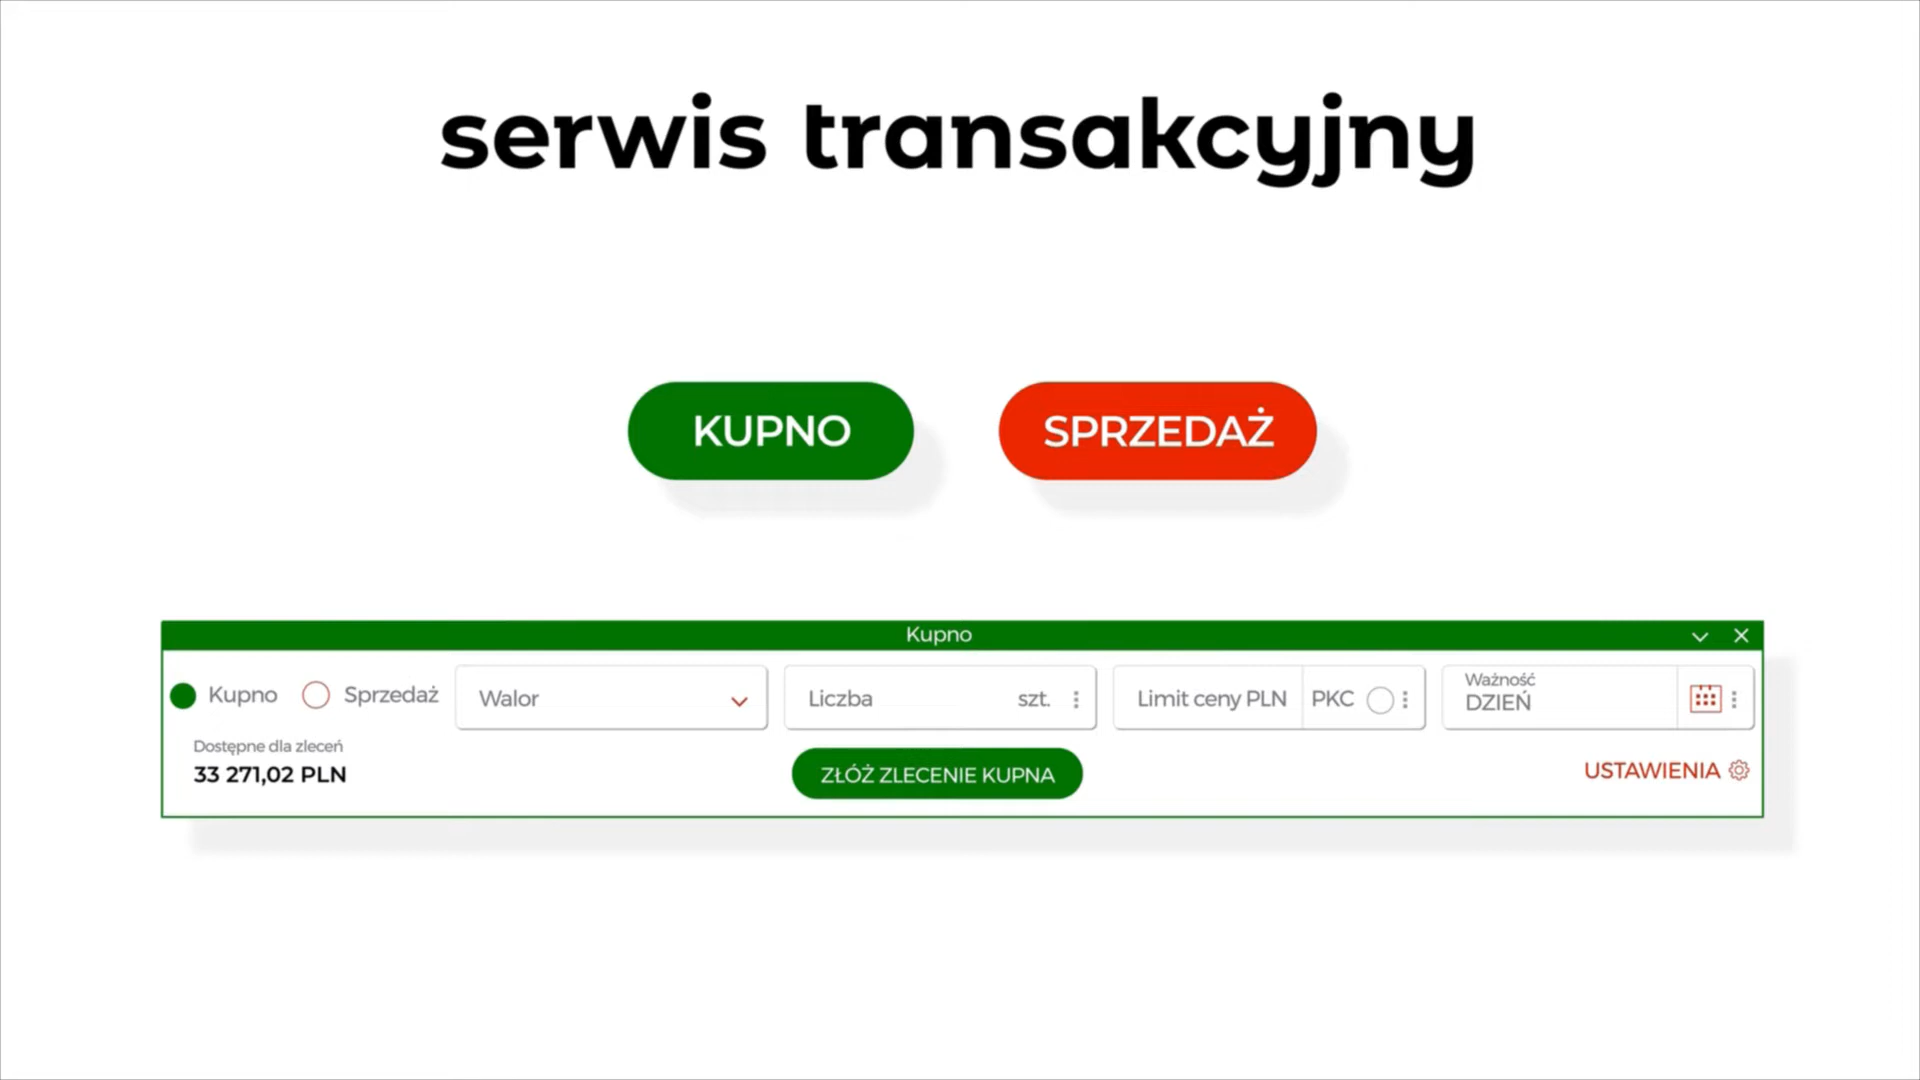 serwis transakcyjny
KUPNO SPRZEDAŻ
Kupno
Kupno Sprzedaż Walor Liczba szt. Limit ceny PLN PKC Ważność
DZIEŃ
Dostępne dla zleceń
33 271,02 PLN
ZŁÓŻ ZLECENIE KUPNA
USTAWIENIA